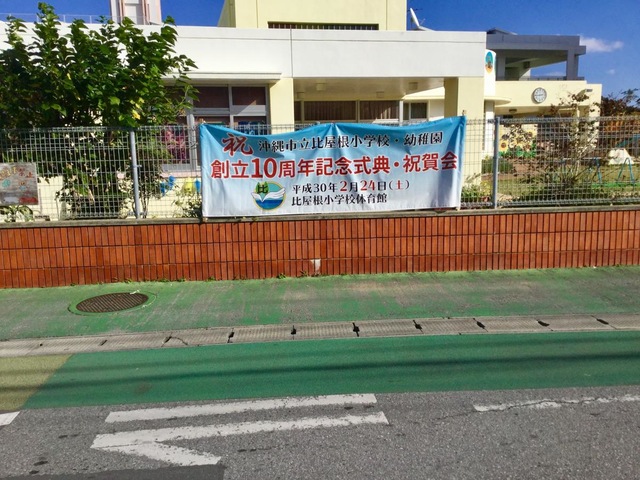 祝 沖縄市立比屋根小学校・幼稚園
創立10周年記念式典・祝賀会
比
平成30年2月24日(土)
比屋根小学校体育館